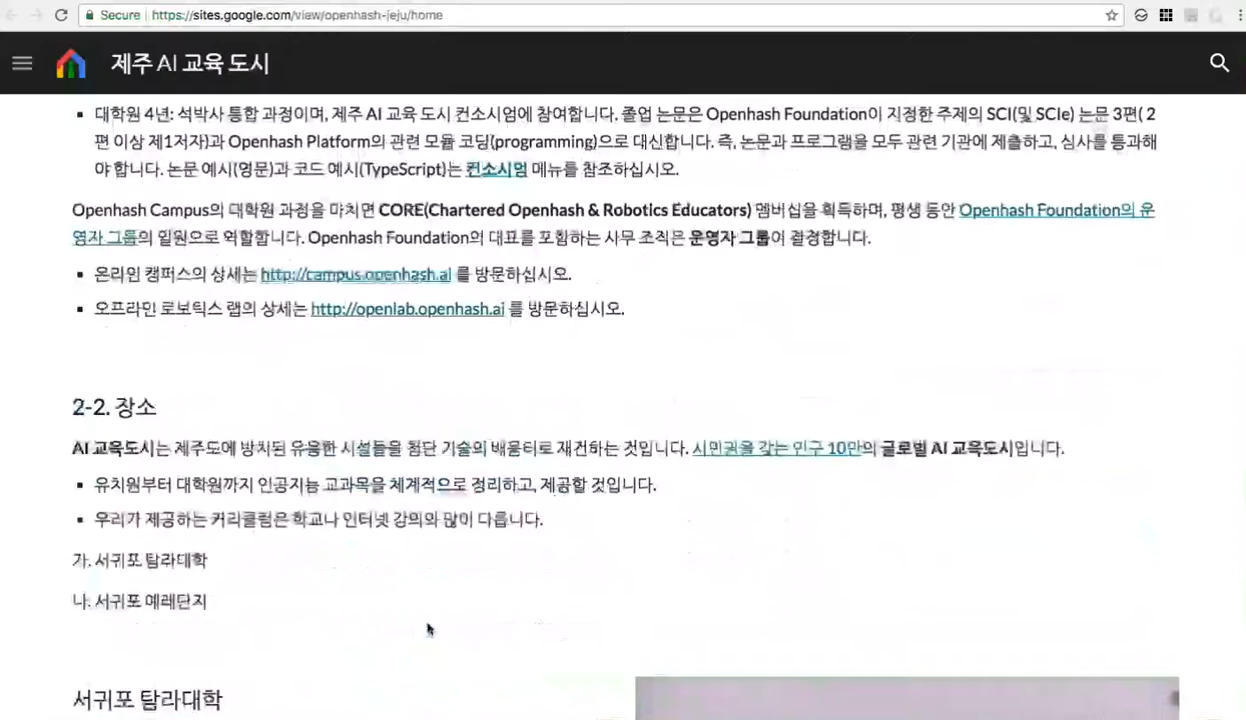 Secure https://sites.google.com/view/openhash-jeju/home
제주 AI 교육 도시
대학원 4년: 석박사 통합 과정이며, 제주 AI 교육 도시 컨소시엄에 참여합니다. 졸업 논문은 Openhash Foundation이 지정한 주제의 SCI(및 SCIe) 논문 3편( 2
편 이상 제1저자)과 Openhash Platform의 관련 모듈 코딩(programming)으로 대신합니다. 즉, 논문과 프로그램을 모두 관련 기관에 제출하고, 심사를 통과해
야 합니다. 논문 예시(영문)과 코드 예시(TypeScript)는 컨소시엄 메뉴를 참조하십시오.
Openhash Campus의 대학원 과정을 마치면 CORE(Chartered Openhash & Robotics Educators) 멤버십을 획득하며, 평생 동안 Openhash Foundation의 운
영자 그룹의 일원으로 역할합니다. Openhash Foundation의 대표를 포함하는 사무 조직은 운영자 그룹이 결정합니다.
온라인 캠퍼스의 상세는 http://campus.openhash.ai 를 방문하십시오.
오프라인 로보틱스 랩의 상세는 http://openlab.openhash.ai 를 방문하십시오.
2-2. 장소
AI 교육도시는 제주도에 방치된 유용한 시설들을 첨단 기술의 배움터로 재건하는 것입니다. 시민권을 갖는 인구 10만의 글로벌 AI 교육도시입니다.
유치원부터 대학원까지 인공지능 교과목을 체계적으로 정리하고, 제공할 것입니다.
우리가 제공하는 커리큘럼은 학교나 인터넷 강의와 많이 다릅니다.
가. 서귀포 탐라대학
나. 서귀포 예래단지
서귀포 탐라대학